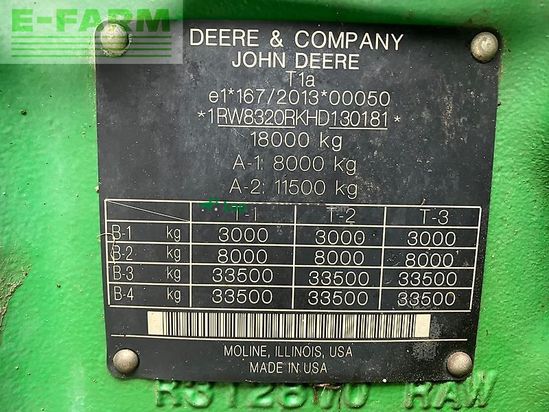 E-FARM
DEERE & COMPANY
JOHN DEERE
T1a
e1*167/2013*00050
*1RW8320RKHD130181*
18000 kg
A-1: 8000 kg
A-2: 11500 kg
T-1 T-2 T-3
B-1 kg 3000 3000 3000
B-2 kg 8000 8000 8000
B-3 kg 33500 33500 33500
B-4 kg 33500 33500 33500
MOLINE, ILLINOIS, USA
MADE IN USA
RAW